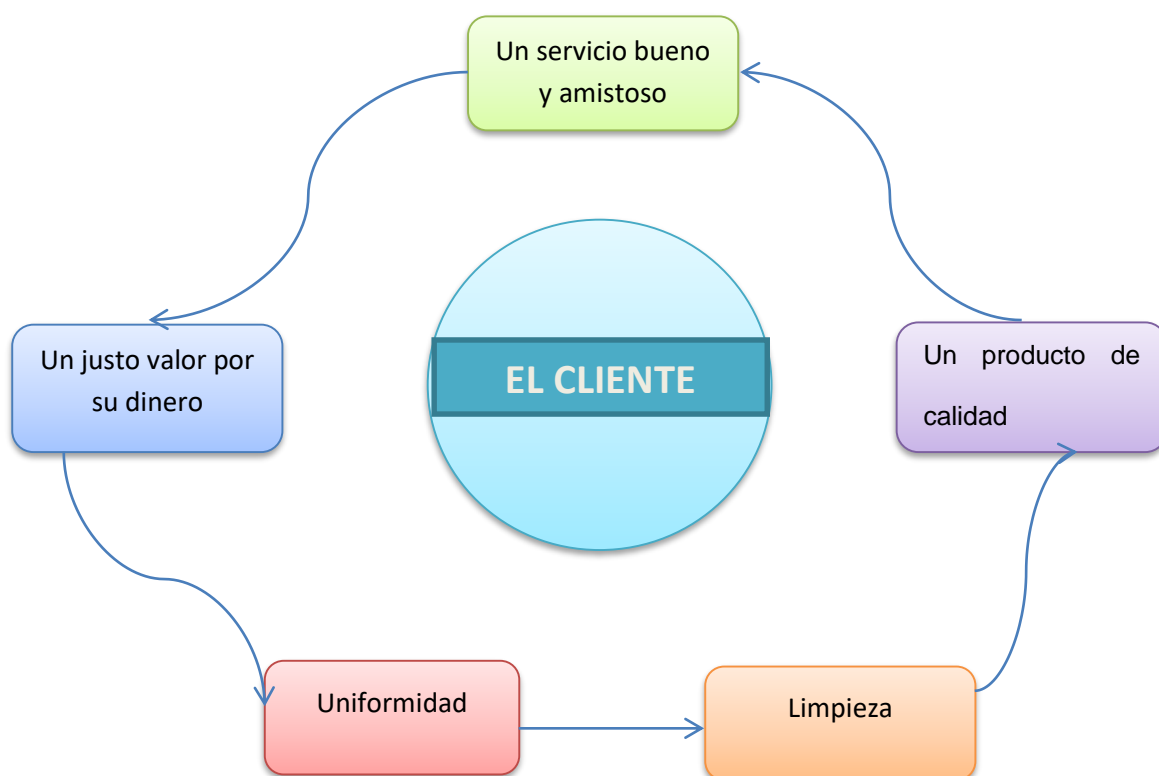 Un servicio bueno
y amistoso
Un justo valor por
su dinero
EL CLIENTE
Un producto de
calidad
Uniformidad
Limpieza